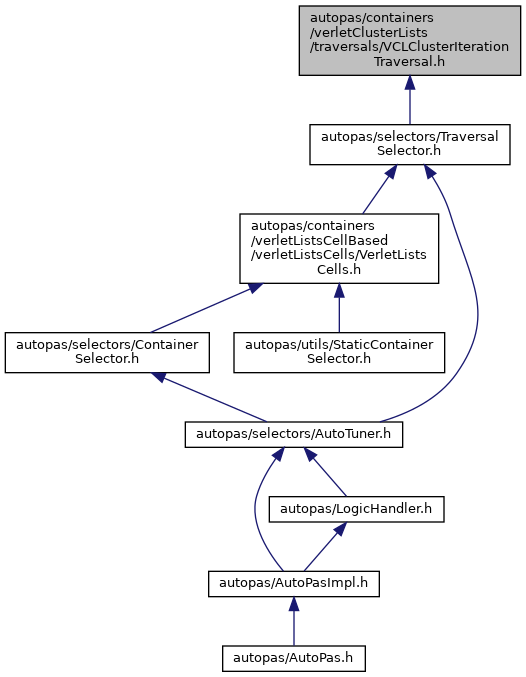 autopas/containers
/verletClusterLists
/traversals/VCLClusterIteration
Traversal.h
autopas/selectors/Traversal
Selector.h
autopas/containers
/verletListsCellBased
/verletListsCells/VerletLists
Cells.h
autopas/selectors/Container
Selector.h
autopas/utils/StaticContainer
Selector.h
autopas/selectors/AutoTuner.h
autopas/LogicHandler.h
autopas/AutoPasImpl.h
autopas/AutoPas.h